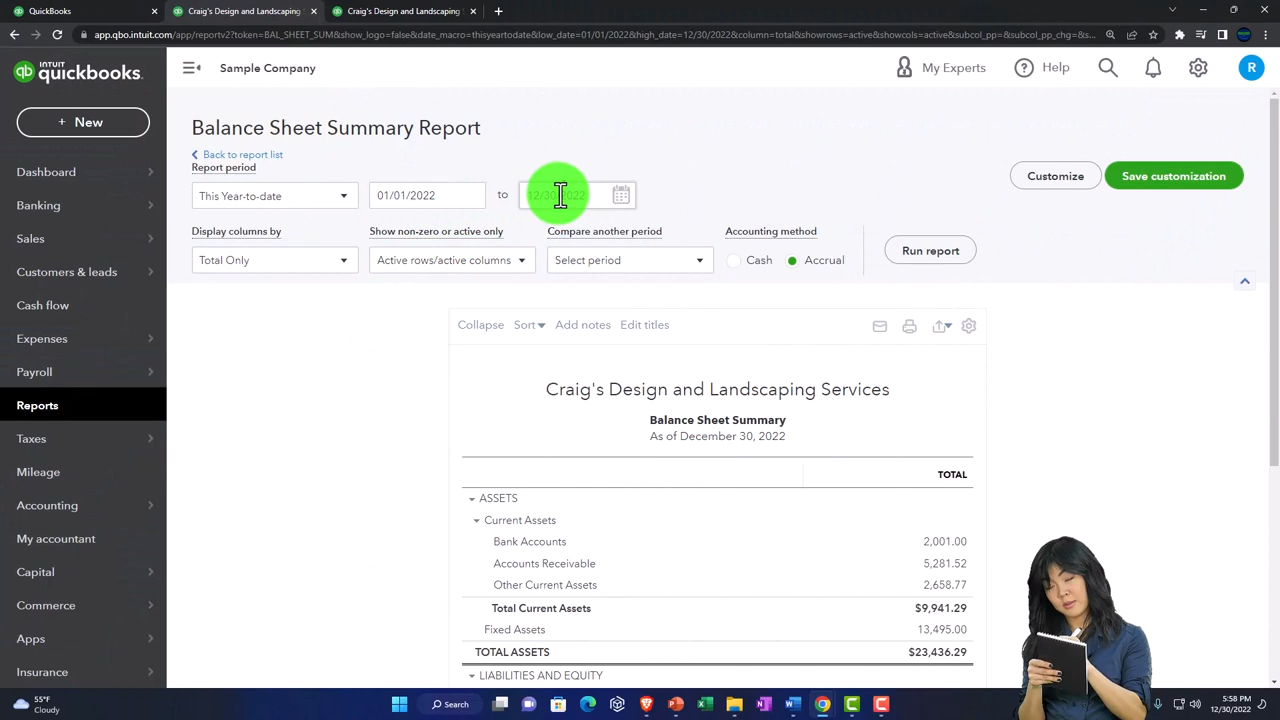 QuickBooks
Craig's Design and Landscaping
Craig's Design and Landscaping
app.qbo.intuit.com/app/reportv2?token=BAL_SHEET_SUM&show_logo=false&date_macro=thisyeartodate&low_date=01/01/2022&high_date=12/30/2022&column=total&showrows=active&showcols=active&subcol_pp=&subcol_pp_chg=&s
INTUIT
quickbooks.
Sample Company
My Experts
Help
R
+ New
Dashboard
Banking
Sales
Customers & leads
Cash flow
Expenses
Payroll
Reports
Taxes
Mileage
Accounting
My accountant
Capital
Commerce
Apps
Insurance
Balance Sheet Summary Report
Back to report list
Report period
This Year-to-date 01/01/2022 to 12/30/2022
Customize Save customization
Display columns by Show non-zero or active only Compare another period Accounting method
Total Only Active rows/active columns Select period Cash Accrual Run report
Collapse Sort Add notes Edit titles
Craig's Design and Landscaping Services
Balance Sheet Summary
As of December 30, 2022
TOTAL
ASSETS
Current Assets
Bank Accounts 2,001.00
Accounts Receivable 5,281.52
Other Current Assets 2,658.77
Total Current Assets $9,941.29
Fixed Assets 13,495.00
TOTAL ASSETS $23,436.29
LIABILITIES AND EQUITY
55°F
Cloudy
Search
5:58 PM
12/30/2022